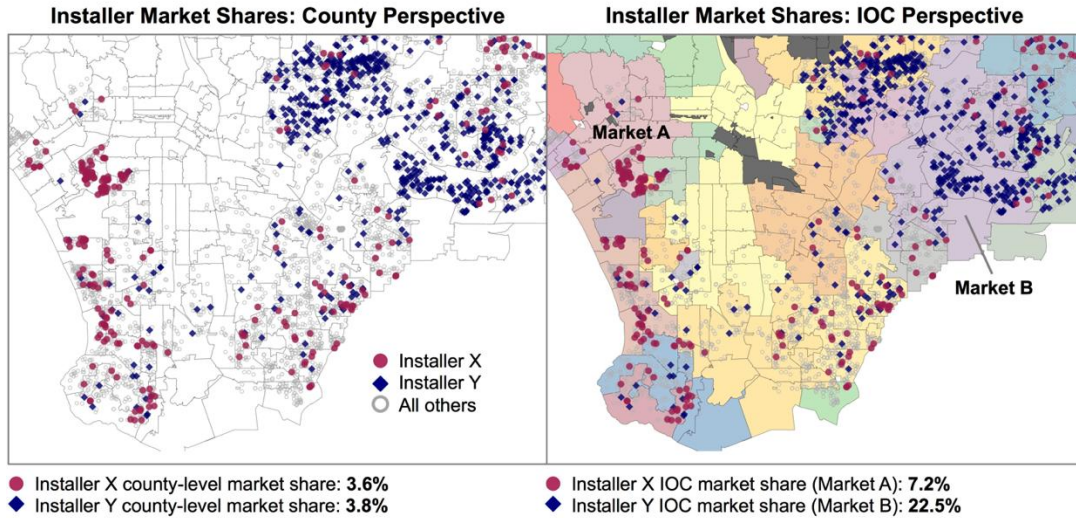 Installer Market Shares: County Perspective
Installer X
Installer Y
All others
Installer X county-level market share: 3.6%
Installer Y county-level market share: 3.8%
Installer Market Shares: IOC Perspective
Market A
Market B
Installer X IOC market share (Market A): 7.2%
Installer Y IOC market share (Market B): 22.5%